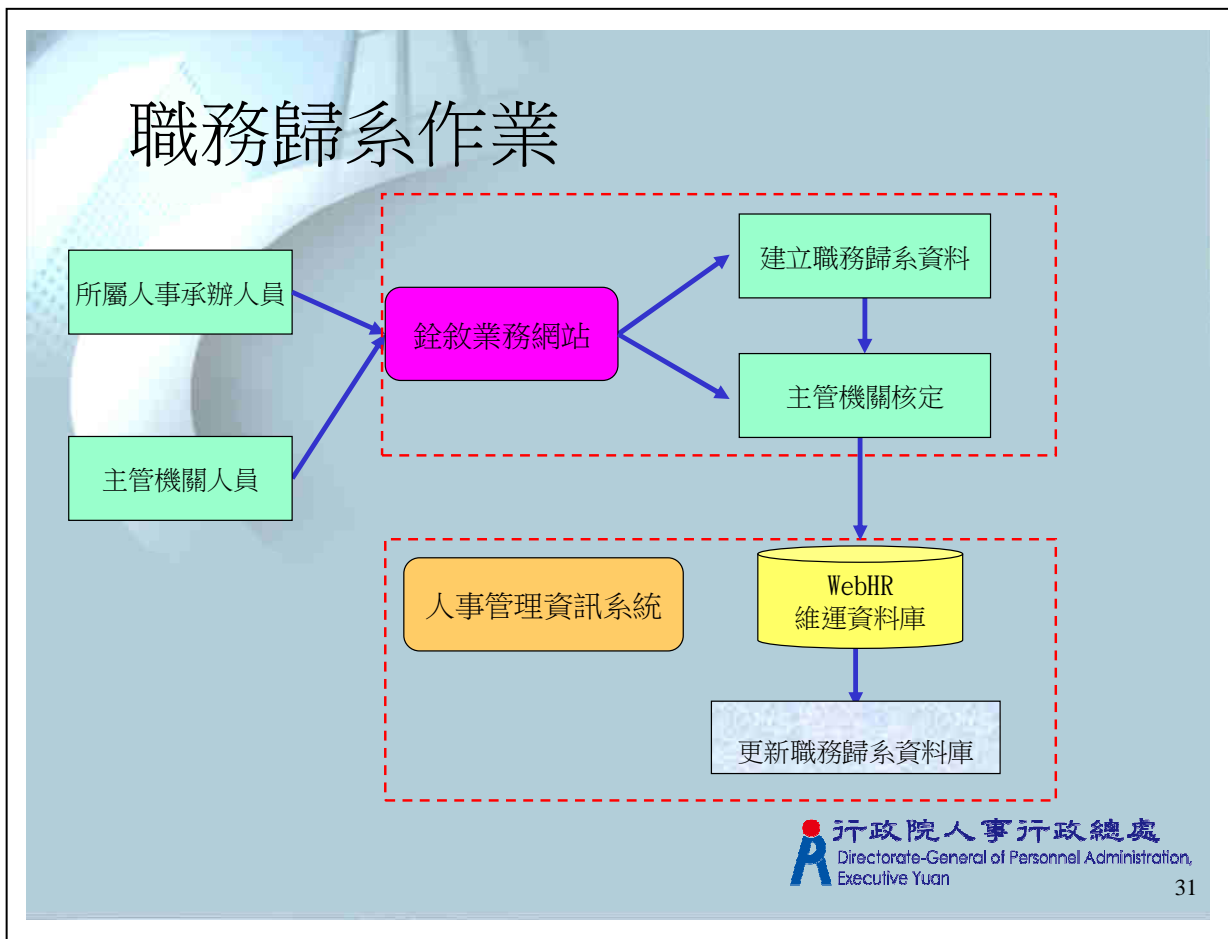 職務歸系作業
所屬人事承辦人員
主管機關人員
銓敘業務網站
建立職務歸系資料
主管機關核定
人事管理資訊系統
WebHR
維運資料庫
更新職務歸系資料庫
行政院人事行政總處
Directorate-General of Personnel Administration,
Executive Yuan
31